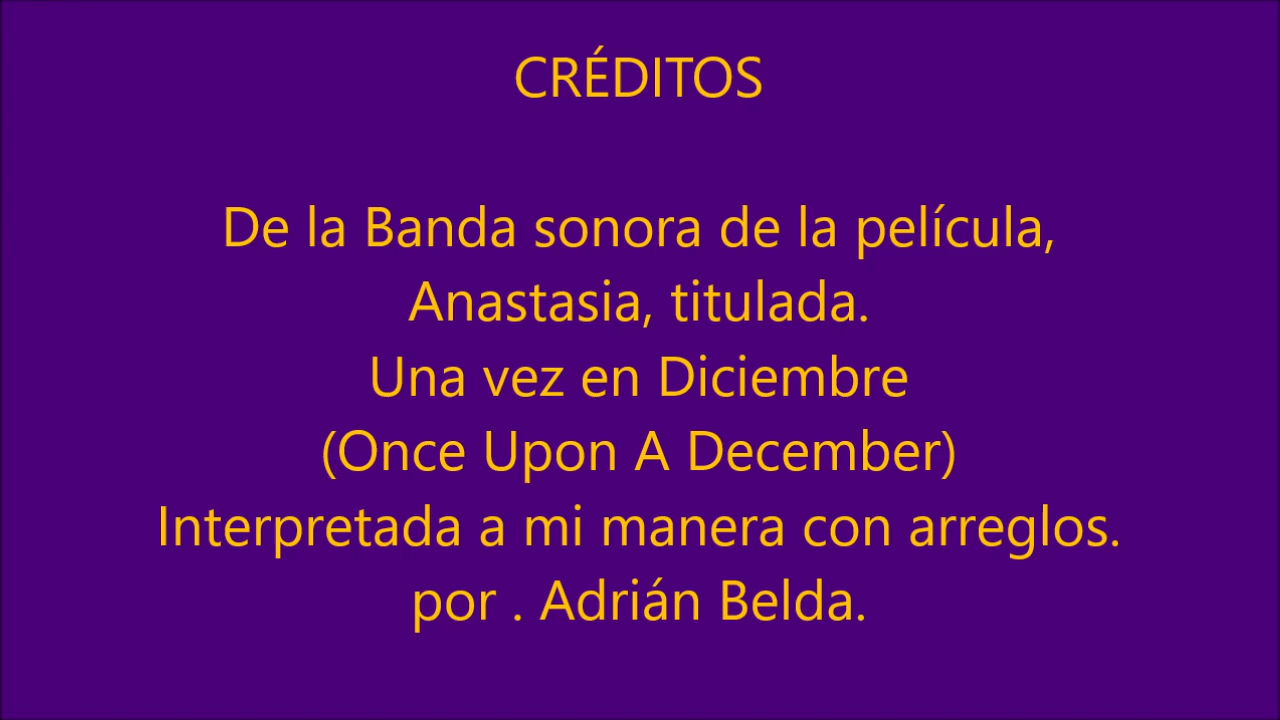 CRÉDITOS
De la Banda sonora de la película,
Anastasia, titulada.
Una vez en Diciembre
(Once Upon A December)
Interpretada a mi manera con arreglos.
por . Adrián Belda.